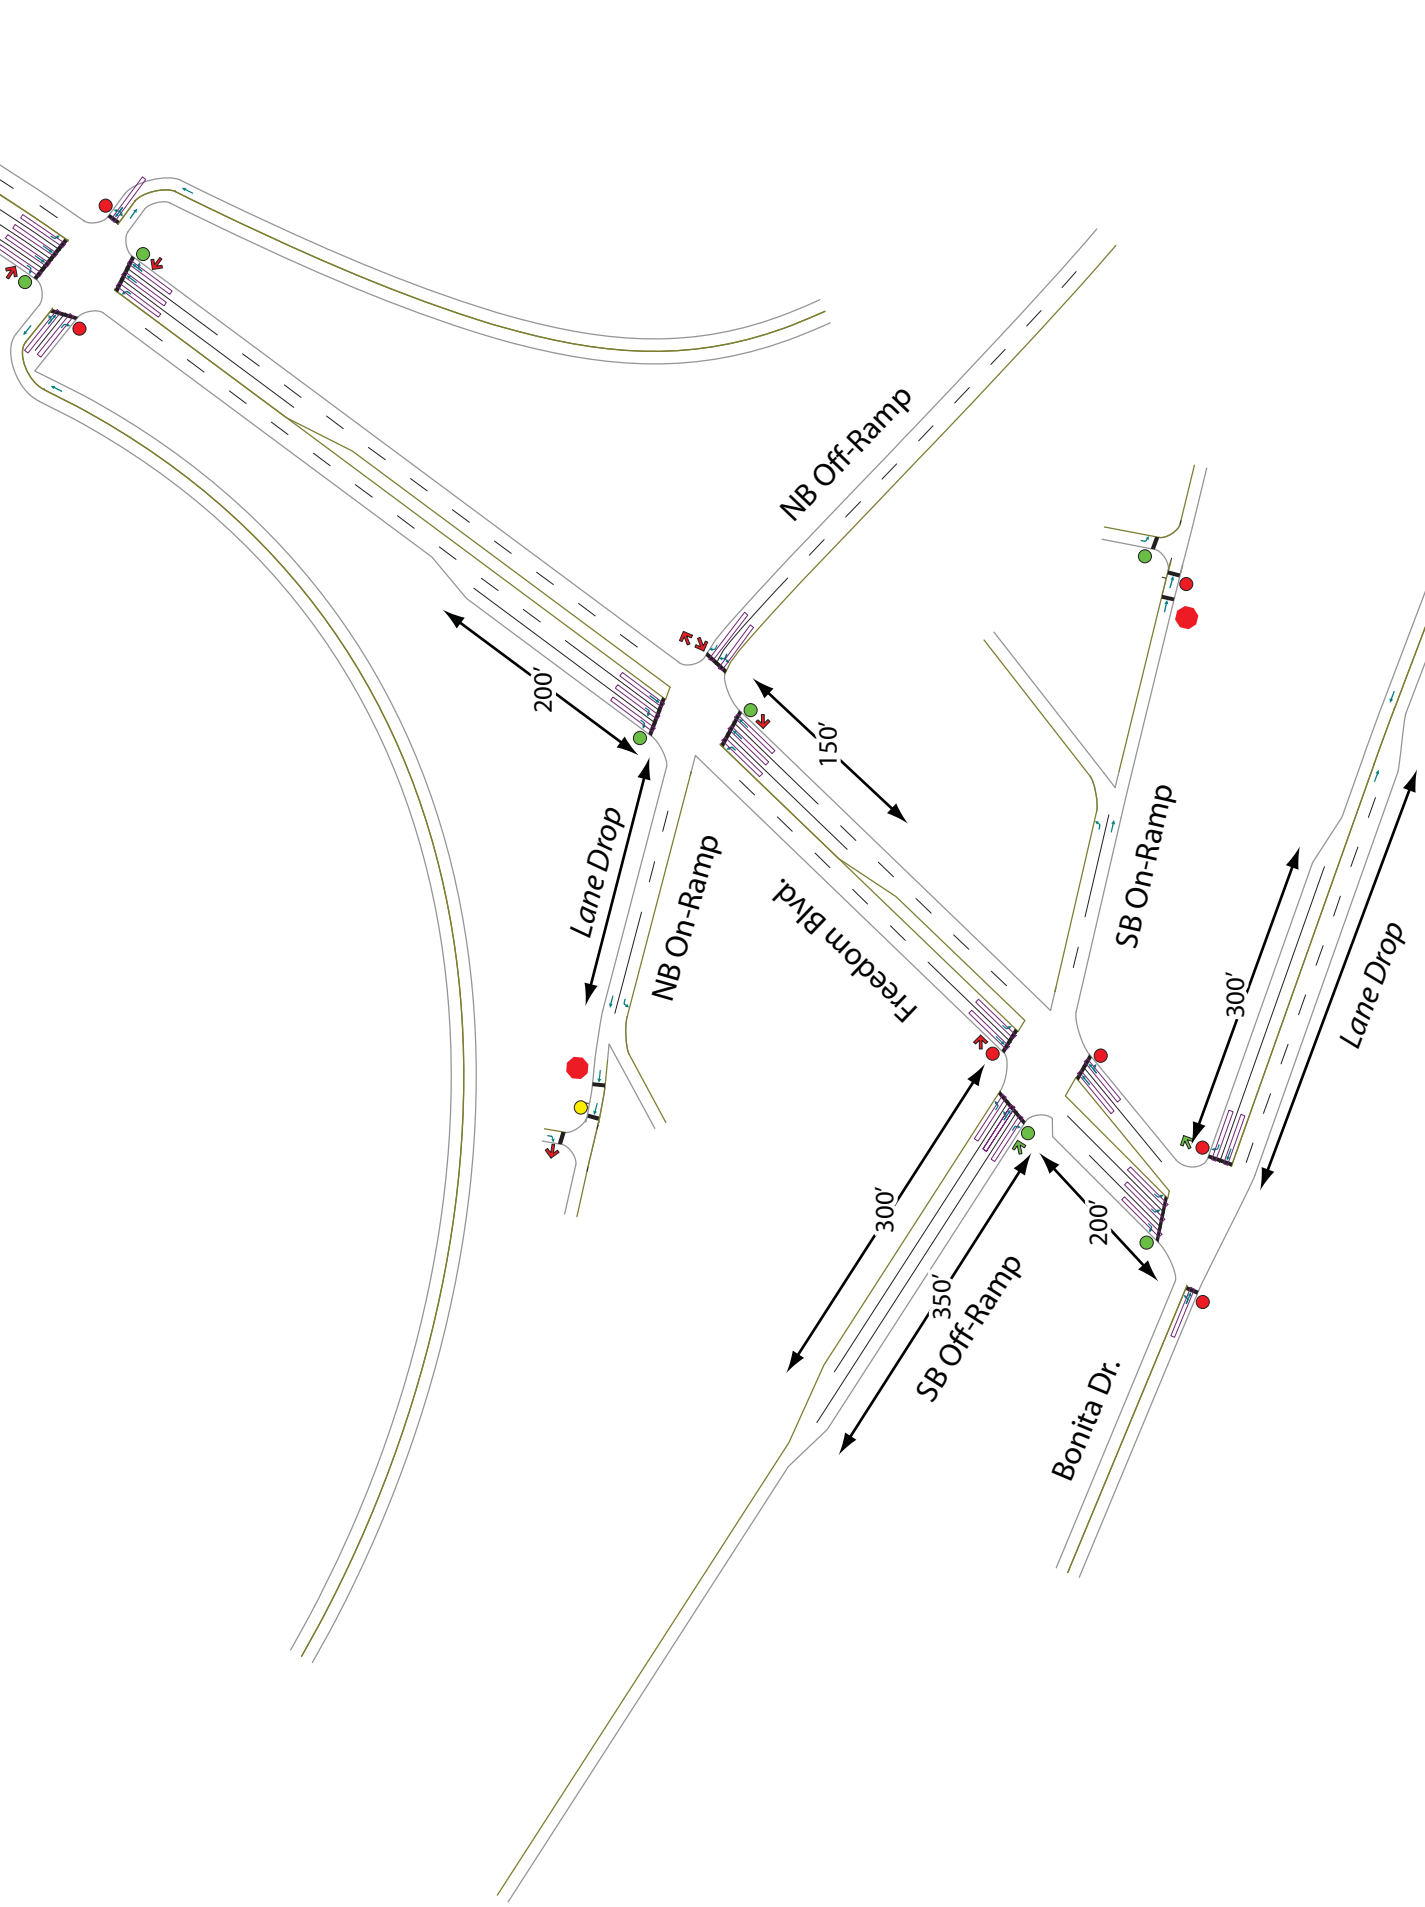 NB Off-Ramp
200'
150'
Lane Drop
NB On-Ramp
Freedom Blvd.
SB On-Ramp
300'
Lane Drop
300'
200'
350'
SB Off-Ramp
Bonita Dr.